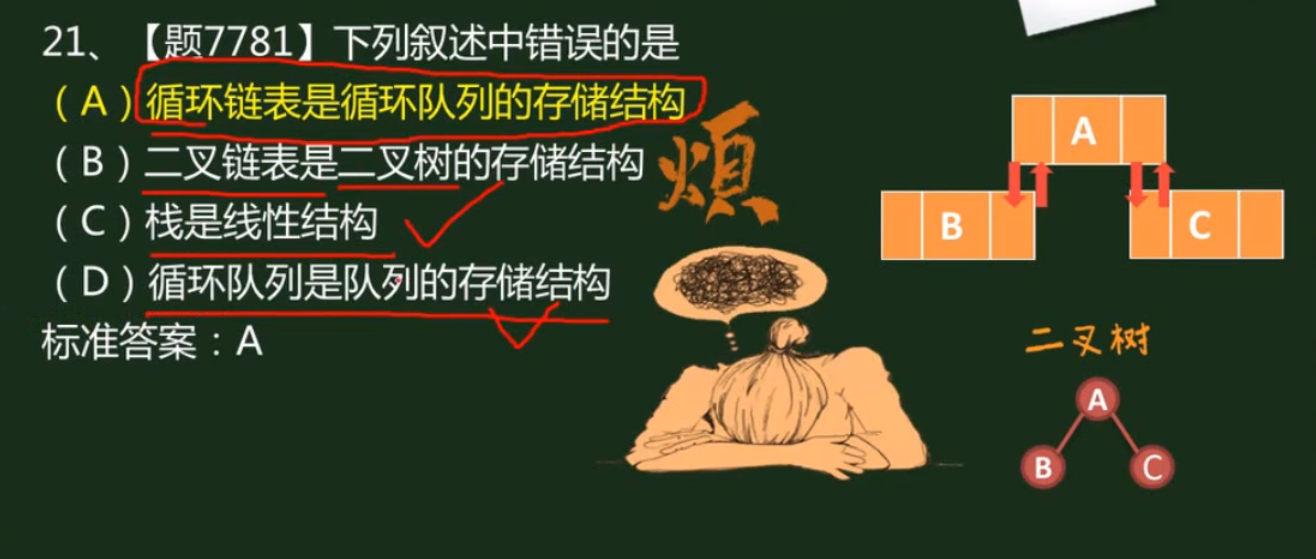 21、【题7781】下列叙述中错误的是
（A）循环链表是循环队列的存储结构
（B）二叉链表是二叉树的存储结构
（C）栈是线性结构
（D）循环队列是队列的存储结构
标准答案：A
烦
A
B
C
二叉树
A
B
C